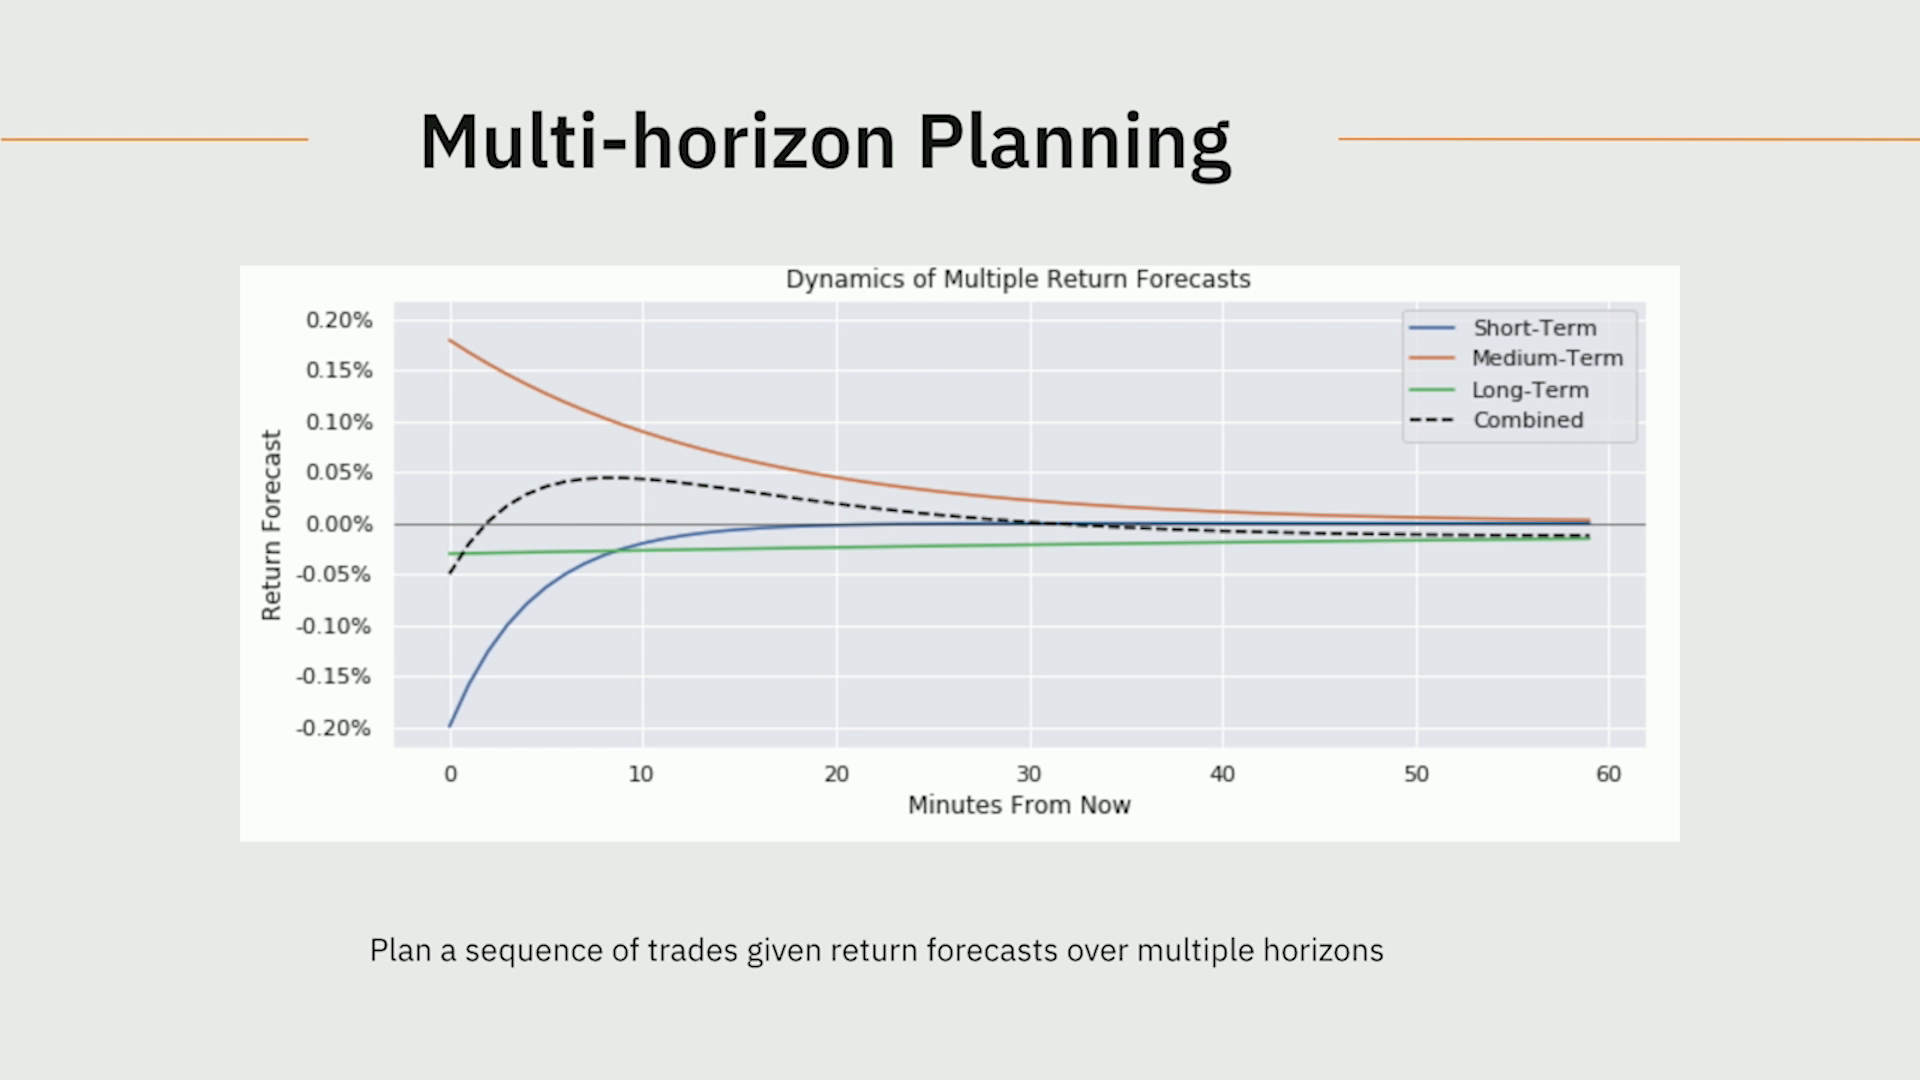 Multi-horizon Planning
Dynamics of Multiple Return Forecasts
0.20%
0.15%
0.10%
0.05%
0.00%
-0.05%
-0.10%
-0.15%
-0.20%
Return Forecast
Short-Term
Medium-Term
Long-Term
Combined
0 10 20 30 40 50 60
Minutes From Now
Plan a sequence of trades given return forecasts over multiple horizons